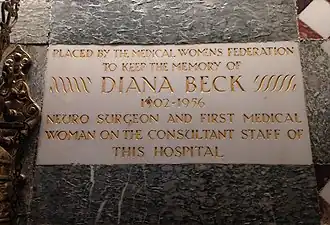 PLACED BY THE MEDICAL WOMENS FEDERATION
TO KEEP THE MEMORY OF
DIANA BECK
1902-1956
NEURO SURGEON AND FIRST MEDICAL
WOMAN ON THE CONSULTANT STAFF OF
THIS HOSPITAL